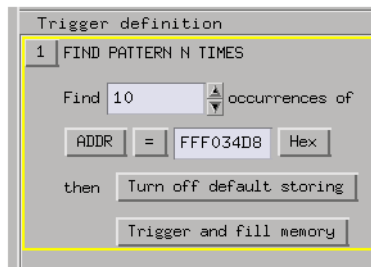 Trigger definition
1 FIND PATTERN N TIMES
Find 10 occurrences of
ADDR = FFF034D8 Hex
then Turn off default storing
Trigger and fill memory